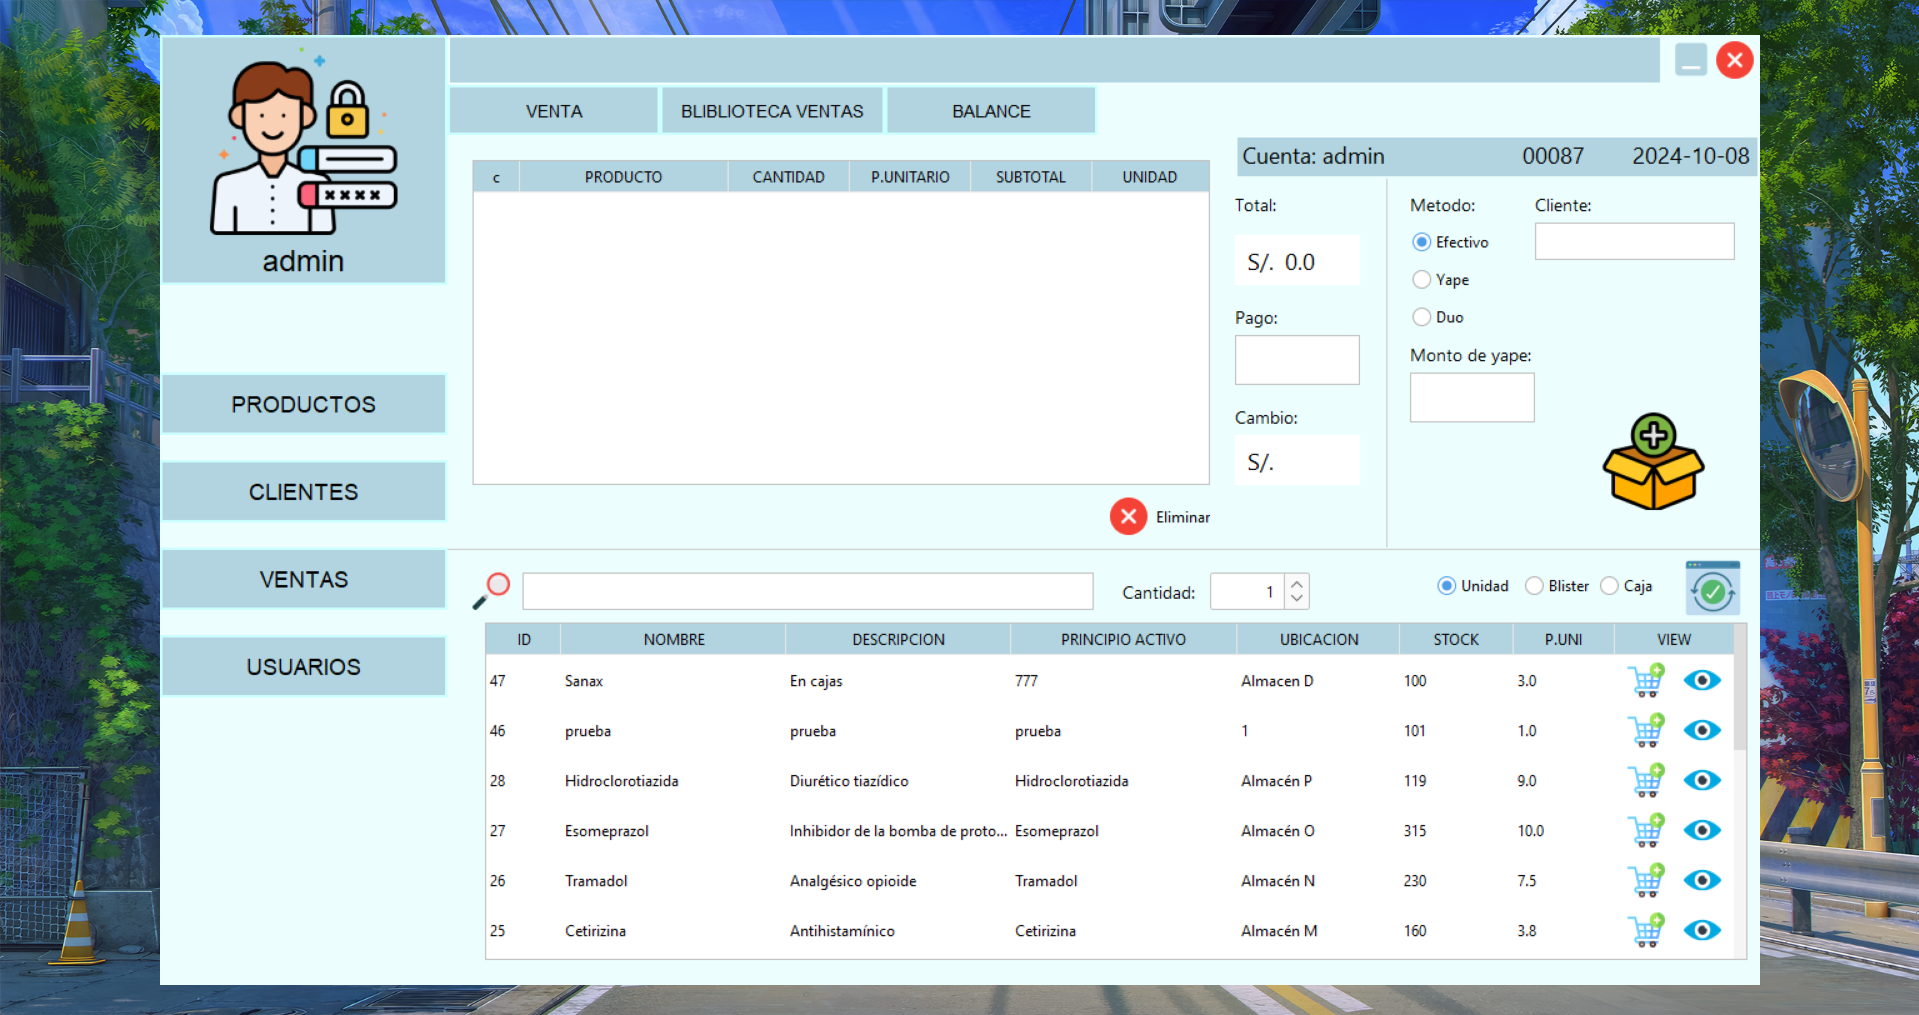 admin
PRODUCTOS
CLIENTES
VENTAS
USUARIOS
VENTA BLIBLIOTECA VENTAS BALANCE
Cuenta: admin 00087 2024-10-08
c PRODUCTO CANTIDAD P.UNITARIO SUBTOTAL UNIDAD
Eliminar
Total:
S/. 0.0
Pago:
Cambio:
S/.
Metodo:
Efectivo
Yape
Duo
Monto de yape:
Cliente:
Cantidad: 1 Unidad Blister Caja
ID NOMBRE DESCRIPCION PRINCIPIO ACTIVO UBICACION STOCK P.UNI VIEW
47 Sanax En cajas 777 Almacen D 100 3.0
46 prueba prueba prueba 1 101 1.0
28 Hidroclorotiazida Diurético tiazídico Hidroclorotiazida Almacén P 119 9.0
27 Esomeprazol Inhibidor de la bomba de proto... Esomeprazol Almacén O 315 10.0
26 Tramadol Analgésico opioide Tramadol Almacén N 230 7.5
25 Cetirizina Antihistamínico Cetirizina Almacén M 160 3.8